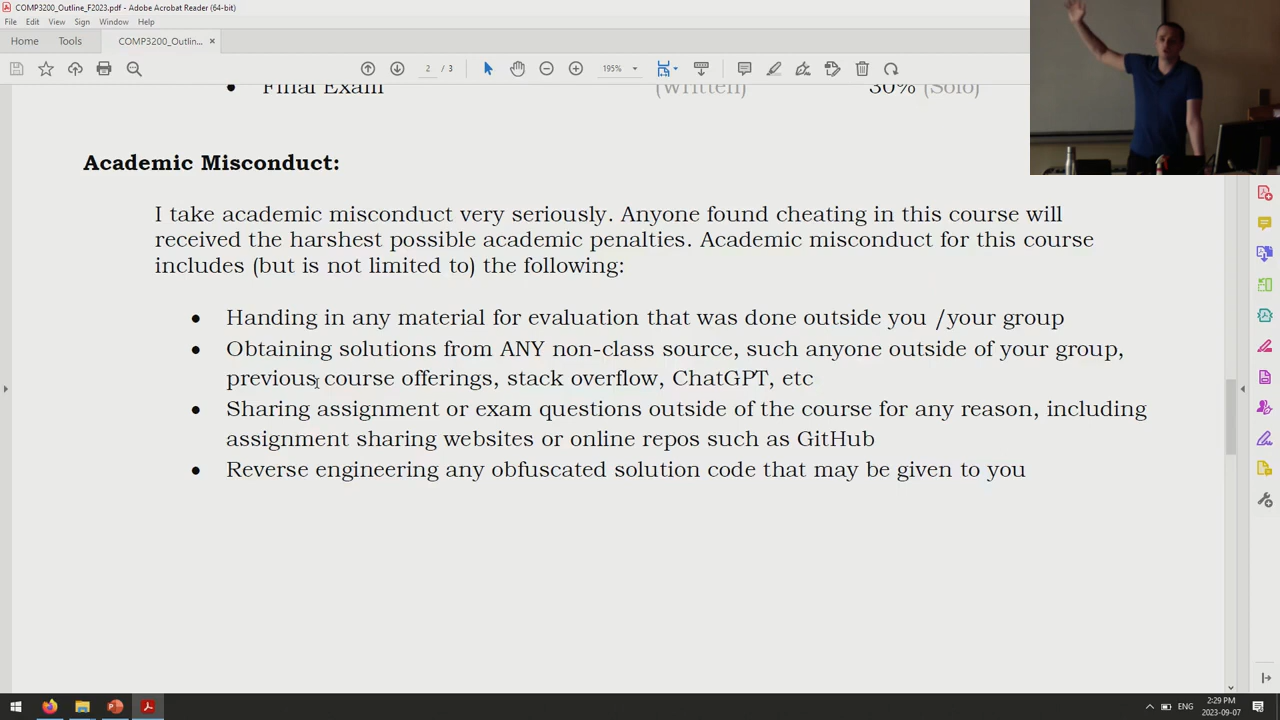 COMP3200_Outline_F2023.pdf - Adobe Acrobat Reader (64-bit)
File Edit View Sign Window Help
Home Tools COMP3200_Outlin... ×
2 / 3 195%
Final Exam (Written) 30% (Solo)
Academic Misconduct:
I take academic misconduct very seriously. Anyone found cheating in this course will
received the harshest possible academic penalties. Academic misconduct for this course
includes (but is not limited to) the following:
• Handing in any material for evaluation that was done outside you /your group
• Obtaining solutions from ANY non-class source, such anyone outside of your group,
previous course offerings, stack overflow, ChatGPT, etc
• Sharing assignment or exam questions outside of the course for any reason, including
assignment sharing websites or online repos such as GitHub
• Reverse engineering any obfuscated solution code that may be given to you
ENG 2:29 PM
2023-09-07